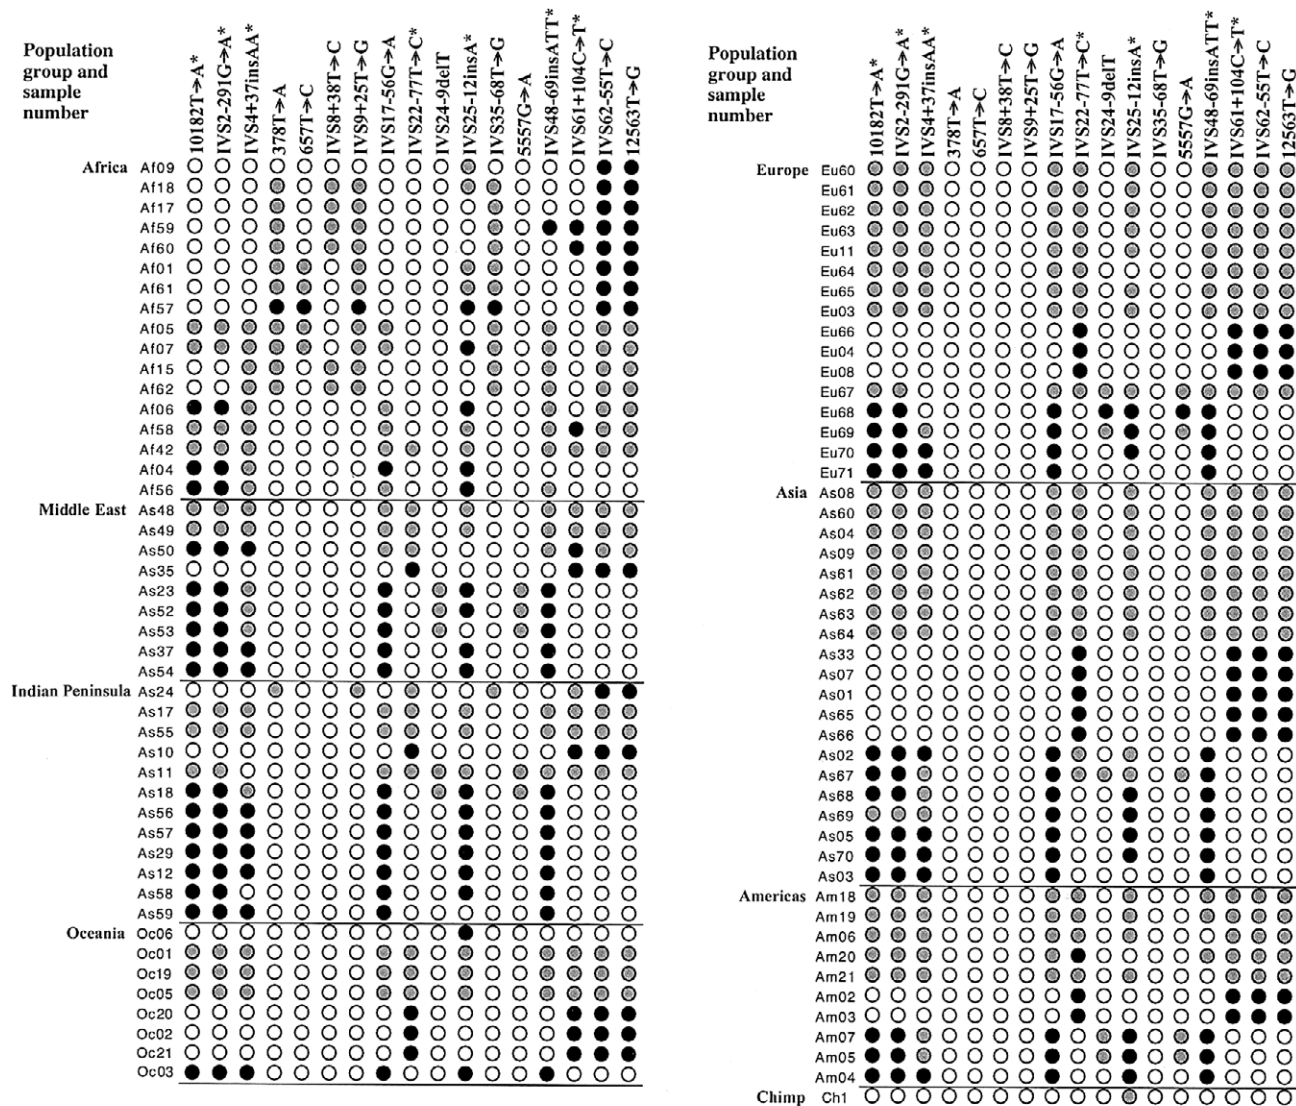 Population
group and
sample
number
10182T→A*
IVS2-291G→A*
IVS4+37insAA*
378T→A
657T→C
IVS8+38T→C
IVS9+25T→G
IVS17-56G→A
IVS22-77T→C*
IVS24-9delT
IVS25-12insA*
IVS35-68T→G
5557G→A
IVS48-69insATT*
IVS61+104C→T*
IVS62-55T→C
12563T→G
Africa Af09
Af18
Af17
Af59
Af60
Af01
Af61
Af57
Af05
Af07
Af15
Af62
Af06
Af58
Af42
Af04
Af56
Middle East As48
As49
As50
As35
As23
As52
As53
As37
As54
Indian Peninsula As24
As17
As55
As10
As11
As18
As56
As57
As29
As12
As58
As59
Oceania Oc06
Oc01
Oc19
Oc05
Oc20
Oc02
Oc21
Oc03
Population
group and
sample
number
10182T→A*
IVS2-291G→A*
IVS4+37insAA*
378T→A
657T→C
IVS8+38T→C
IVS9+25T→G
IVS17-56G→A
IVS22-77T→C*
IVS24-9delT
IVS25-12insA*
IVS35-68T→G
5557G→A
IVS48-69insATT*
IVS61+104C→T*
IVS62-55T→C
12563T→G
Europe Eu60
Eu61
Eu62
Eu63
Eu11
Eu64
Eu65
Eu03
Eu66
Eu04
Eu08
Eu67
Eu68
Eu69
Eu70
Eu71
Asia As08
As60
As04
As09
As61
As62
As63
As64
As33
As07
As01
As65
As66
As02
As67
As68
As69
As05
As70
As03
Americas Am18
Am19
Am06
Am20
Am21
Am02
Am03
Am07
Am05
Am04
Chimp Ch1